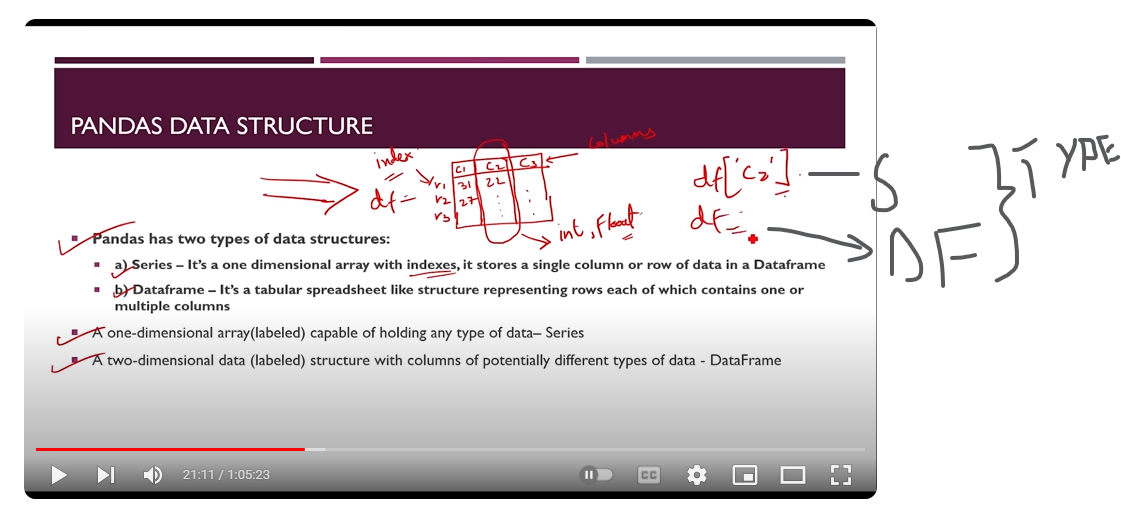 PANDAS DATA STRUCTURE
columns
index
df =
C1 C2 C3
r1 31 22
r2 27
r3
int, float
df['C2'] — S
dF = → DF
TYPE
Pandas has two types of data structures:
a) Series – It's a one dimensional array with indexes, it stores a single column or row of data in a Dataframe
b) Dataframe – It's a tabular spreadsheet like structure representing rows each of which contains one or
multiple columns
A one-dimensional array(labeled) capable of holding any type of data– Series
A two-dimensional data (labeled) structure with columns of potentially different types of data - DataFrame
21:11 / 1:05:23
CC